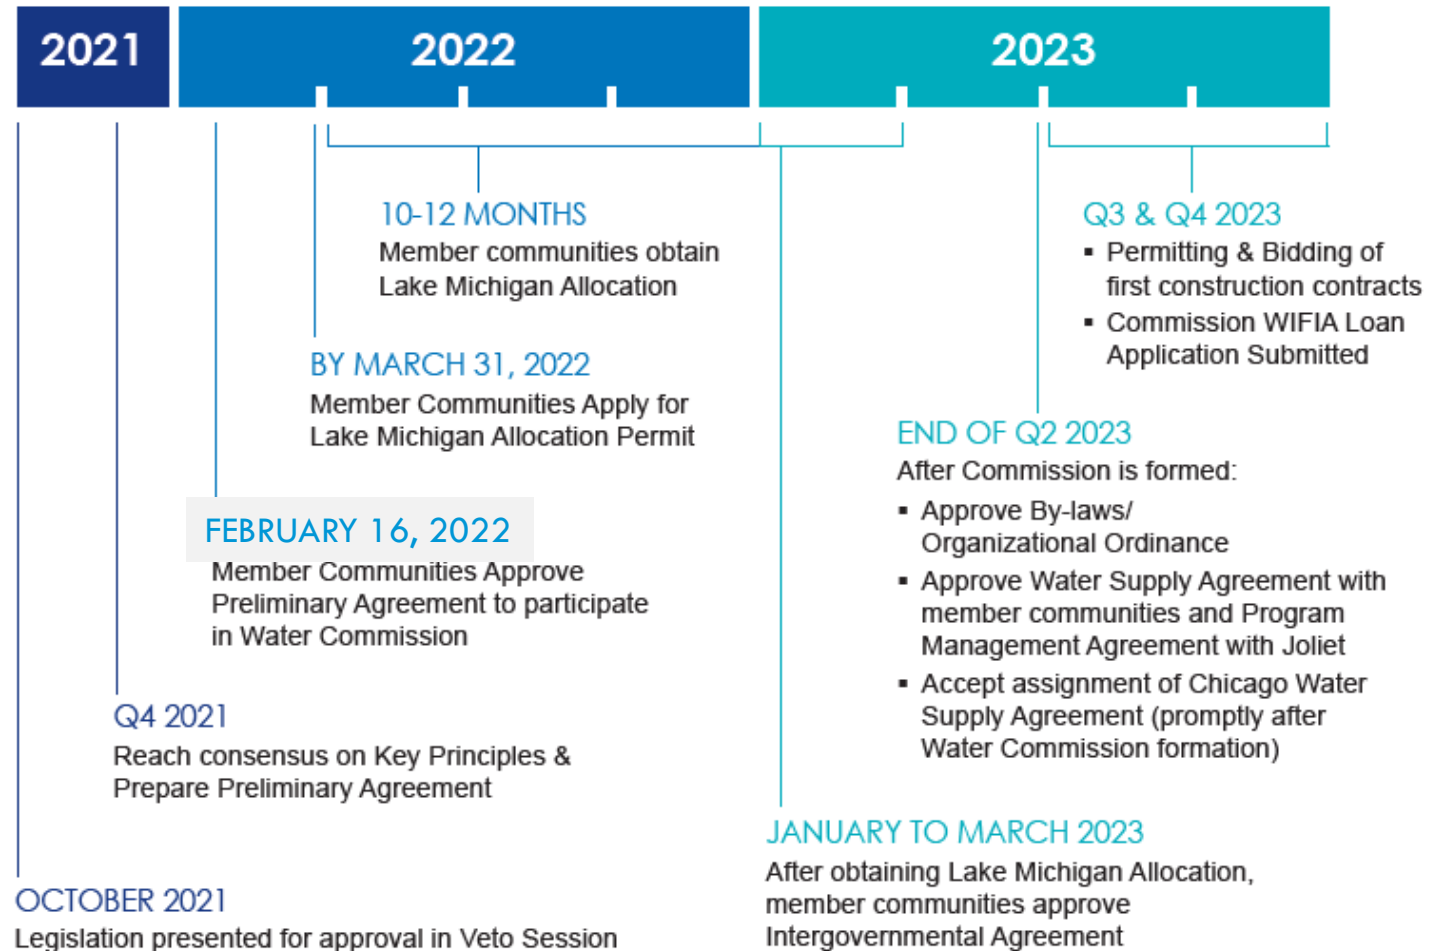 2021
2022
2023
10-12 MONTHS
Member communities obtain
Lake Michigan Allocation
Q3 & Q4 2023
▪ Permitting & Bidding of
first construction contracts
▪ Commission WIFIA Loan
Application Submitted
BY MARCH 31, 2022
Member Communities Apply for
Lake Michigan Allocation Permit
END OF Q2 2023
After Commission is formed:
▪ Approve By-laws/
Organizational Ordinance
▪ Approve Water Supply Agreement with
member communities and Program
Management Agreement with Joliet
▪ Accept assignment of Chicago Water
Supply Agreement (promptly after
Water Commission formation)
FEBRUARY 16, 2022
Member Communities Approve
Preliminary Agreement to participate
in Water Commission
Q4 2021
Reach consensus on Key Principles &
Prepare Preliminary Agreement
JANUARY TO MARCH 2023
After obtaining Lake Michigan Allocation,
member communities approve
Intergovernmental Agreement
OCTOBER 2021
Legislation presented for approval in Veto Session